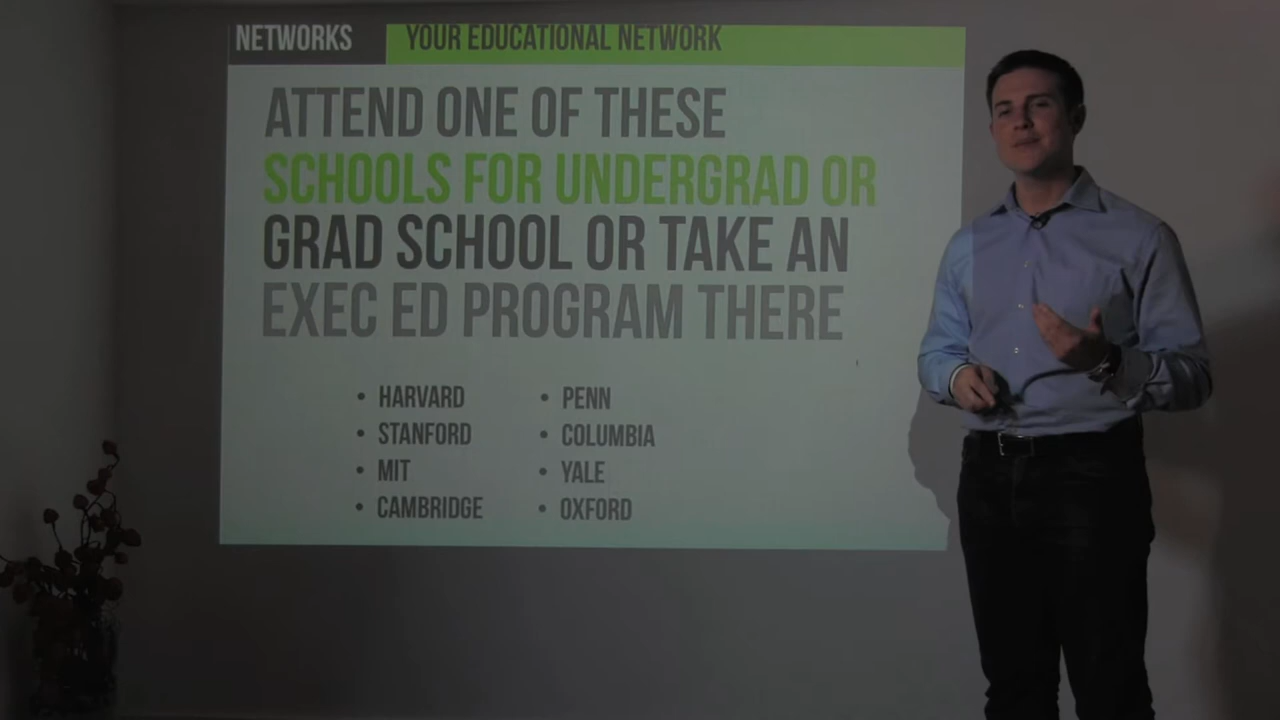 NETWORKS
YOUR EDUCATIONAL NETWORK
ATTEND ONE OF THESE
SCHOOLS FOR UNDERGRAD OR
GRAD SCHOOL OR TAKE AN
EXEC ED PROGRAM THERE
• HARVARD
• STANFORD
• MIT
• CAMBRIDGE
• PENN
• COLUMBIA
• YALE
• OXFORD